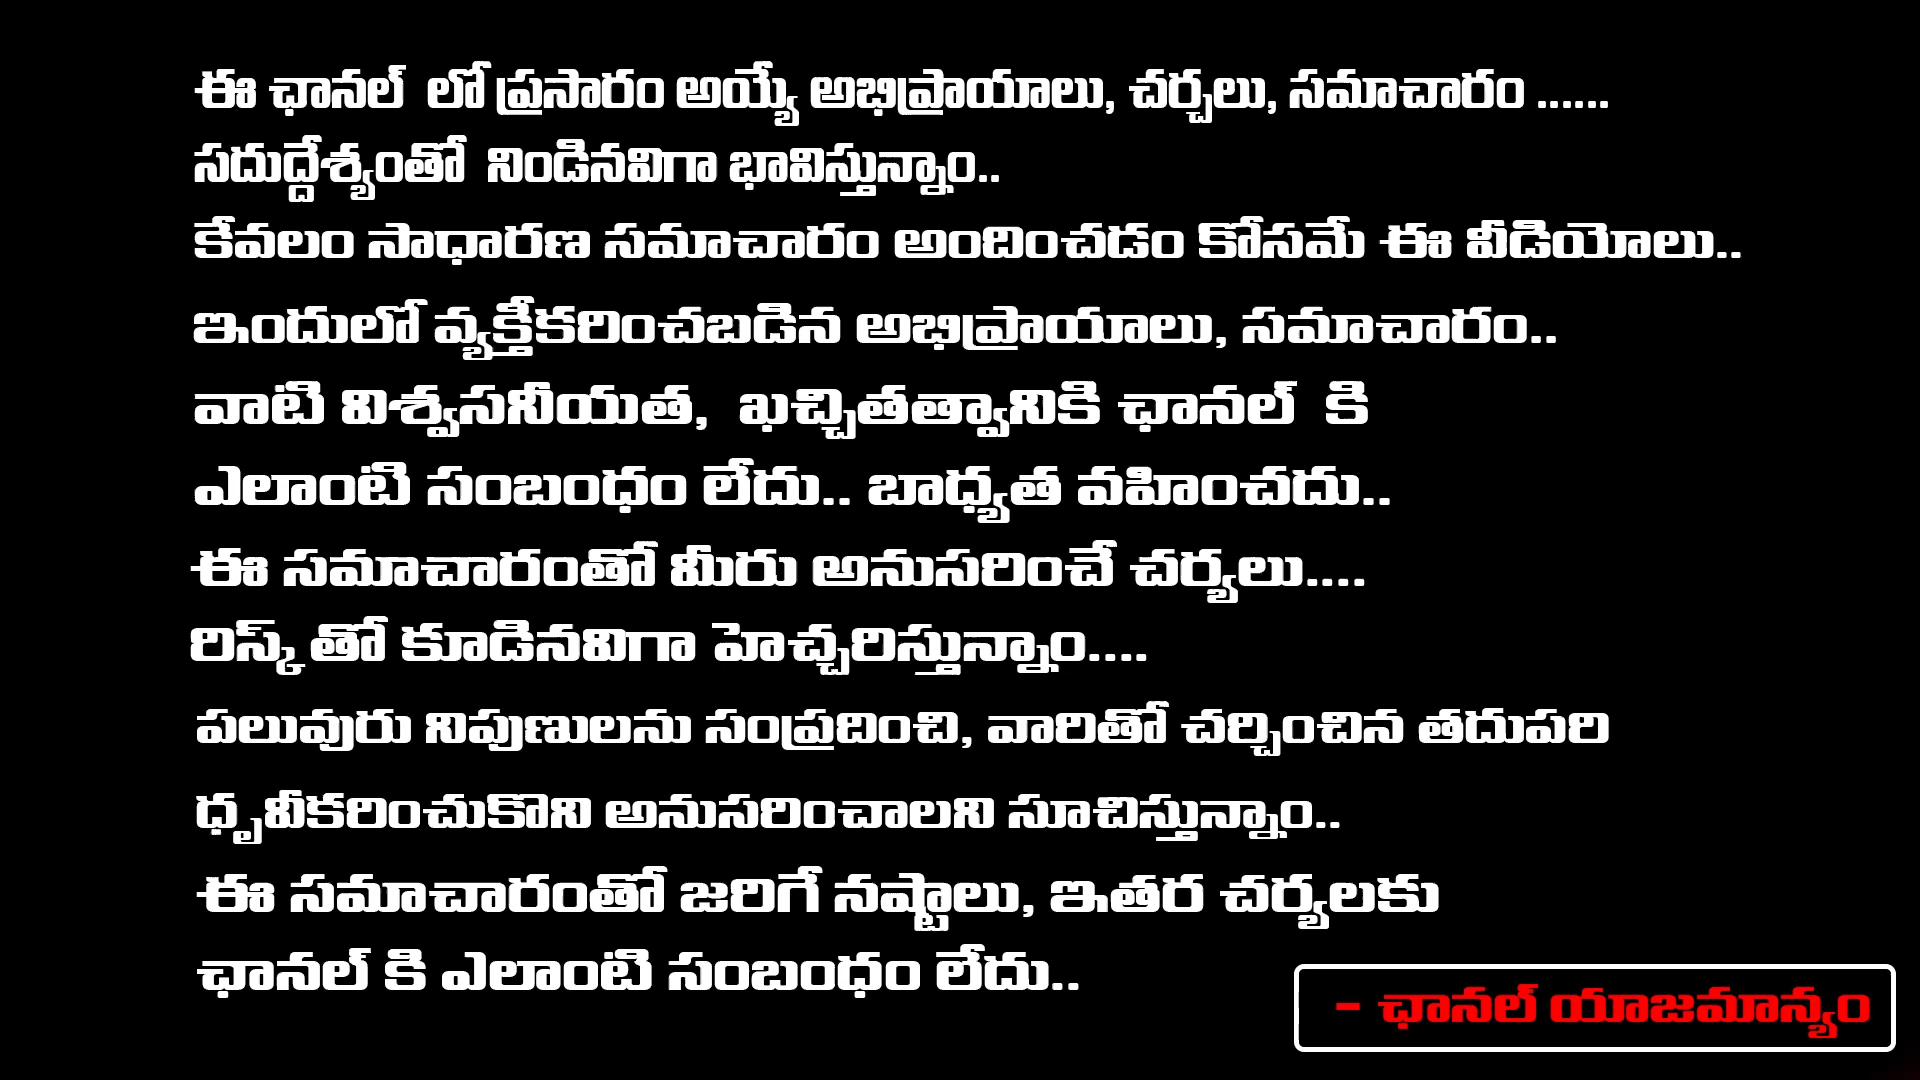 ఈ ఛానల్ లో ప్రసారం అయ్యే అభిప్రాయాలు, చర్చలు, సమాచారం ......
సదుద్దేశ్యంతో నిండినవిగా భావిస్తున్నాం..
కేవలం సాధారణ సమాచారం అందించడం కోసమే ఈ వీడియోలు..
ఇందులో వ్యక్తీకరించబడిన అభిప్రాయాలు, సమాచారం..
వాటి విశ్వసనీయత, ఖచ్చితత్వానికి ఛానల్ కి
ఎలాంటి సంబంధం లేదు.. బాధ్యత వహించదు..
ఈ సమాచారంతో మీరు అనుసరించే చర్యలు....
రిస్క్ తో కూడినవిగా హెచ్చరిస్తున్నాం....
పలువురు నిపుణులను సంప్రదించి, వారితో చర్చించిన తదుపరి
ధృవీకరించుకొని అనుసరించాలని సూచిస్తున్నాం..
ఈ సమాచారంతో జరిగే నష్టాలు, ఇతర చర్యలకు
ఛానల్ కి ఎలాంటి సంబంధం లేదు..
- ఛానల్ యాజమాన్యం